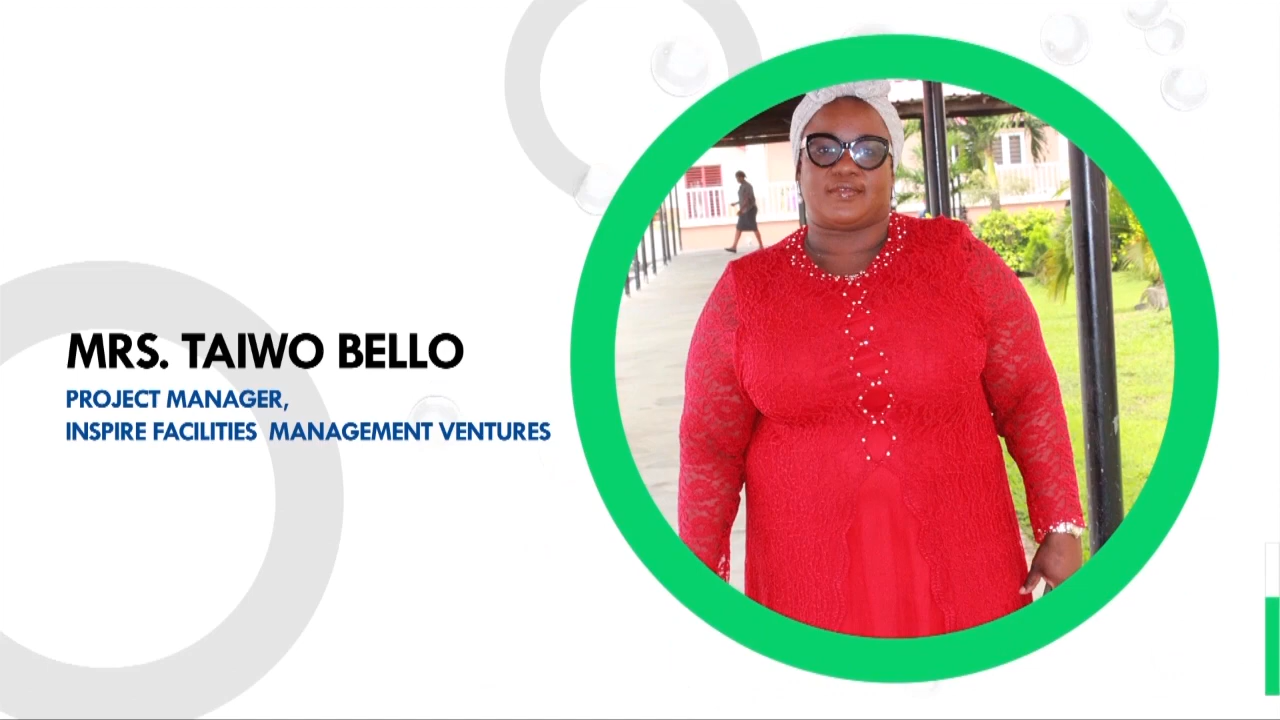 MRS. TAIWO BELLO
PROJECT MANAGER,
INSPIRE FACILITIES MANAGEMENT VENTURES